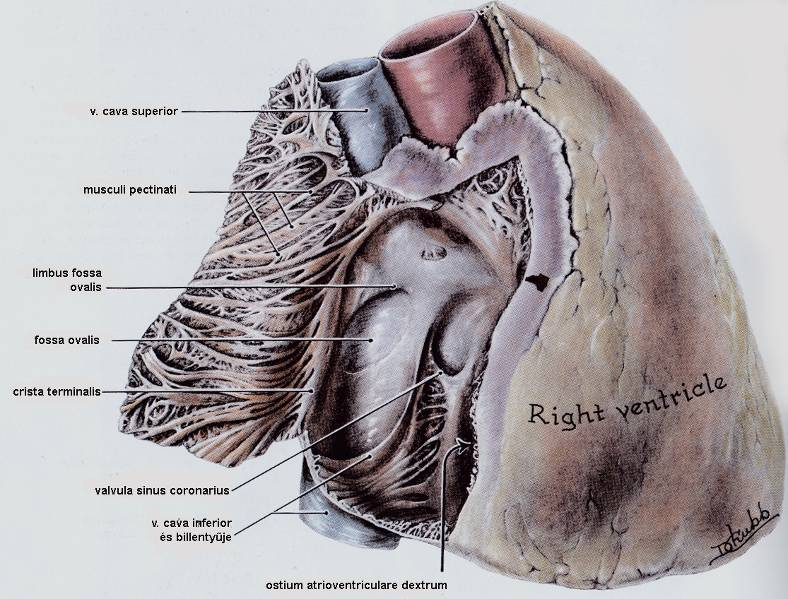 v. cava superior
musculi pectinati
limbus fossa
ovalis
fossa ovalis
crista terminalis
valvula sinus coronarius
v. cava inferior
és billentyűje
ostium atrioventriculare dextrum
Right ventricle